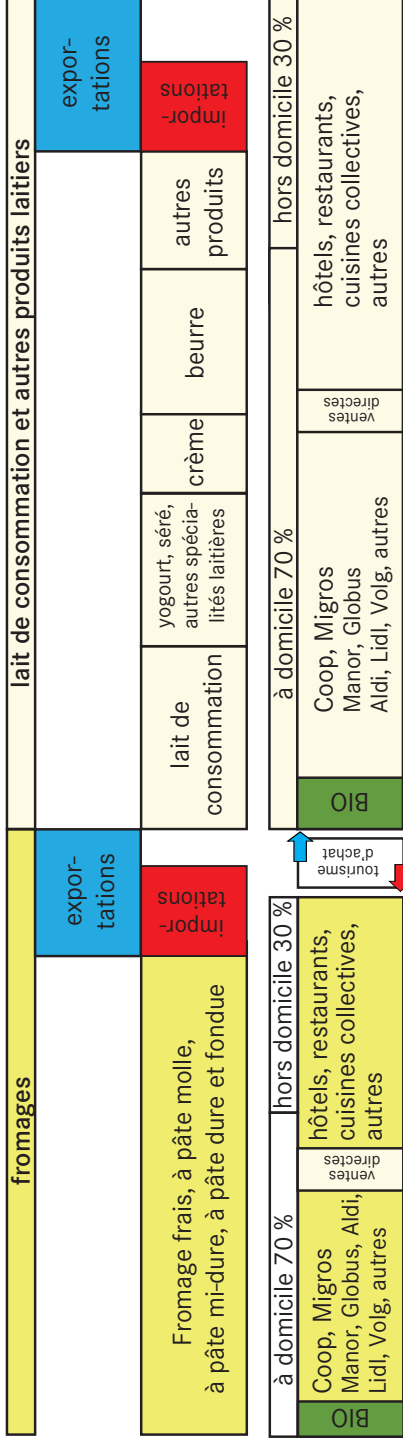 fromages
lait de consommation et autres produits laitiers
expor-
tations
expor-
tations
Fromage frais, à pâte molle,
à pâte mi-dure, à pâte dure et fondue
impor-
tations
lait de
consommation
yogourt, séré,
autres spécia-
lités laitières
crème
beurre
autres
produits
impor-
tations
à domicile 70 %
hors domicile 30 %
à domicile 70 %
hors domicile 30 %
BIO
Coop, Migros
Manor, Globus, Aldi,
Lidl, Volg, autres
ventes
directes
hôtels, restaurants,
cuisines collectives,
autres
tourisme
d'achat
BIO
Coop, Migros
Manor, Globus
Aldi, Lidl, Volg, autres
ventes
directes
hôtels, restaurants,
cuisines collectives,
autres